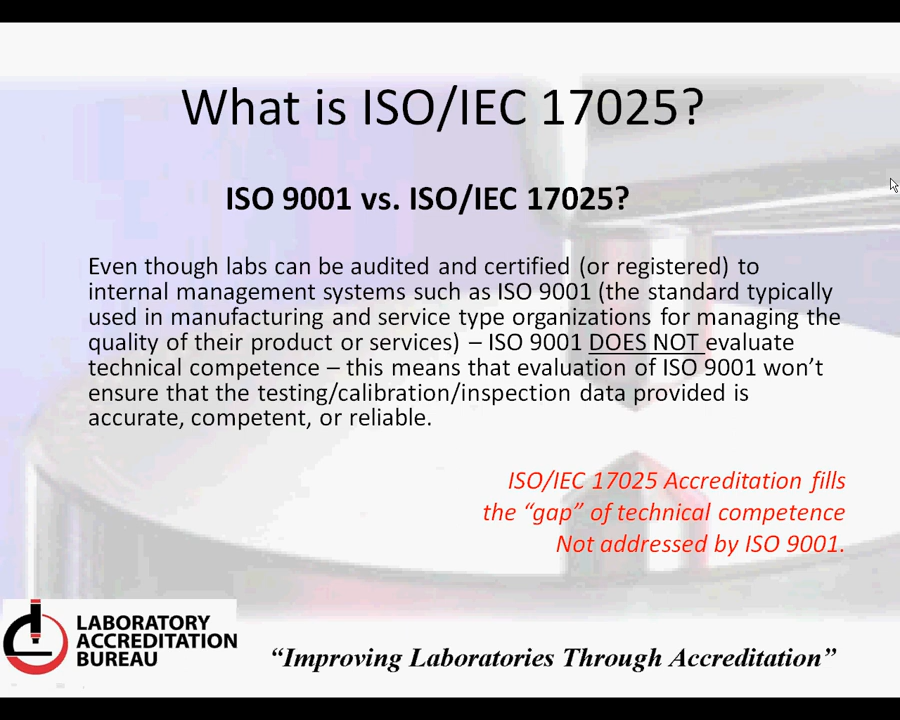 What is ISO/IEC 17025?
ISO 9001 vs. ISO/IEC 17025?
Even though labs can be audited and certified (or registered) to
internal management systems such as ISO 9001 (the standard typically
used in manufacturing and service type organizations for managing the
quality of their product or services) – ISO 9001 DOES NOT evaluate
technical competence – this means that evaluation of ISO 9001 won’t
ensure that the testing/calibration/inspection data provided is
accurate, competent, or reliable.
ISO/IEC 17025 Accreditation fills
the “gap” of technical competence
Not addressed by ISO 9001.
LABORATORY
ACCREDITATION
BUREAU
“Improving Laboratories Through Accreditation”